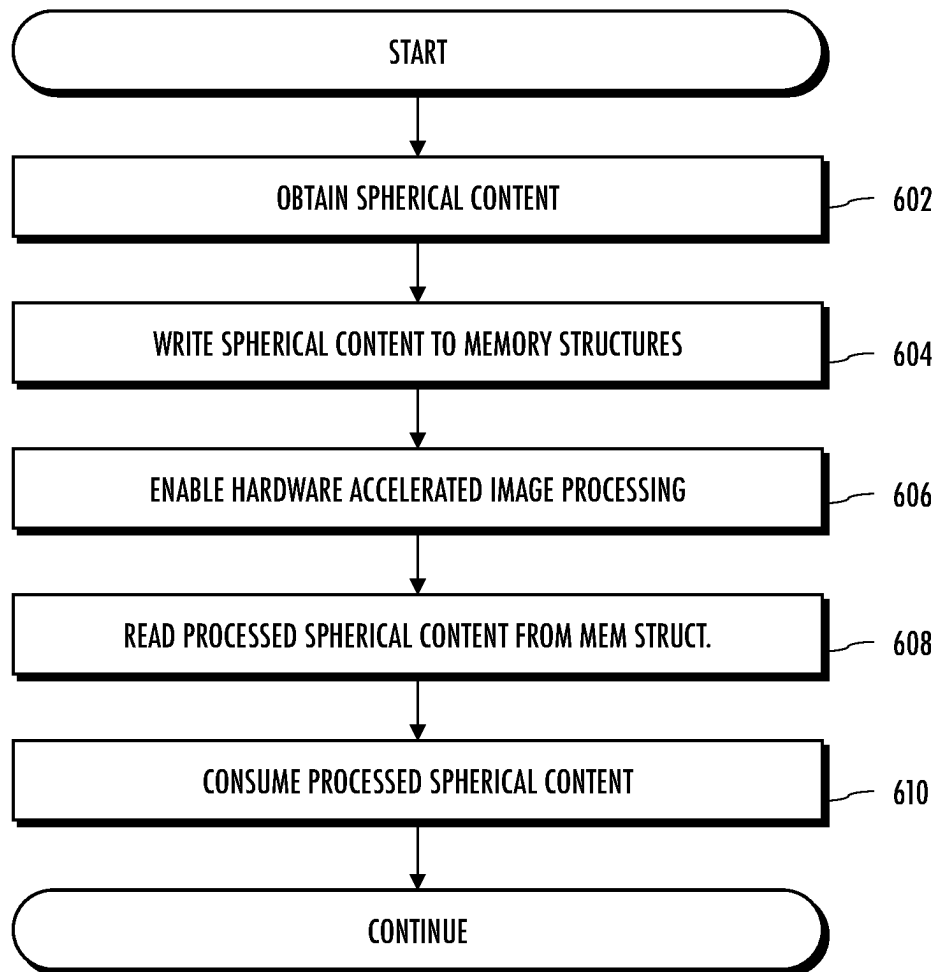 START
OBTAIN SPHERICAL CONTENT
602
WRITE SPHERICAL CONTENT TO MEMORY STRUCTURES
604
ENABLE HARDWARE ACCELERATED IMAGE PROCESSING
606
READ PROCESSED SPHERICAL CONTENT FROM MEM STRUCT.
608
CONSUME PROCESSED SPHERICAL CONTENT
610
CONTINUE